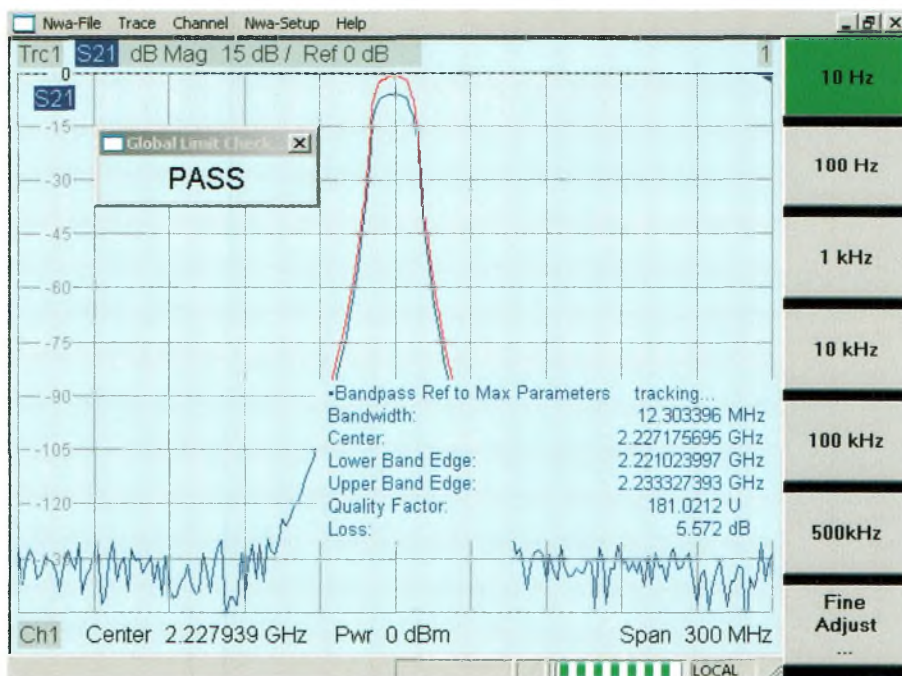 Nwa-File Trace Channel Nwa-Setup Help
Trc1 S21 dB Mag 15 dB / Ref 0 dB 1
0
S21
-15
-30
-45
-60
-75
-90
-105
-120
Global Limit Check
PASS
▪Bandpass Ref to Max Parameters tracking...
Bandwidth: 12.303396 MHz
Center: 2.227175695 GHz
Lower Band Edge: 2.221023997 GHz
Upper Band Edge: 2.233327393 GHz
Quality Factor: 181.0212 U
Loss: 5.572 dB
Ch1 Center 2.227939 GHz Pwr 0 dBm Span 300 MHz
LOCAL
10 Hz
100 Hz
1 kHz
10 kHz
100 kHz
500kHz
Fine
Adjust
...